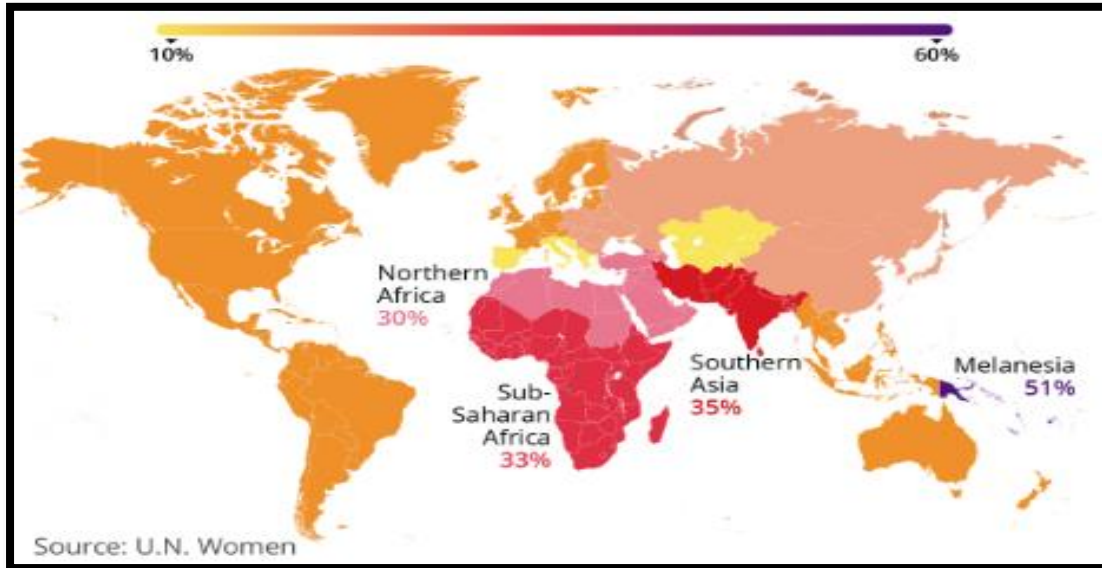 10%
60%
Northern
Africa
30%
Sub-
Saharan
Africa
33%
Southern
Asia
35%
Melanesia
51%
Source: U.N. Women